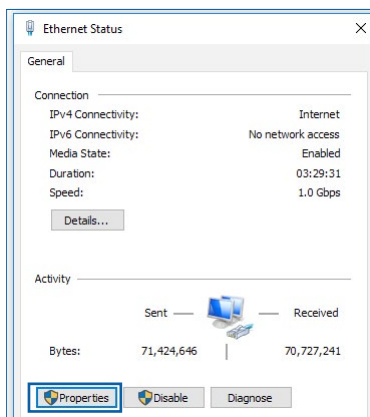 Ethernet Status
General
Connection
IPv4 Connectivity: Internet
IPv6 Connectivity: No network access
Media State: Enabled
Duration: 03:29:31
Speed: 1.0 Gbps
Details...
Activity
Sent Received
Bytes: 71,424,646 70,727,241
Properties Disable Diagnose